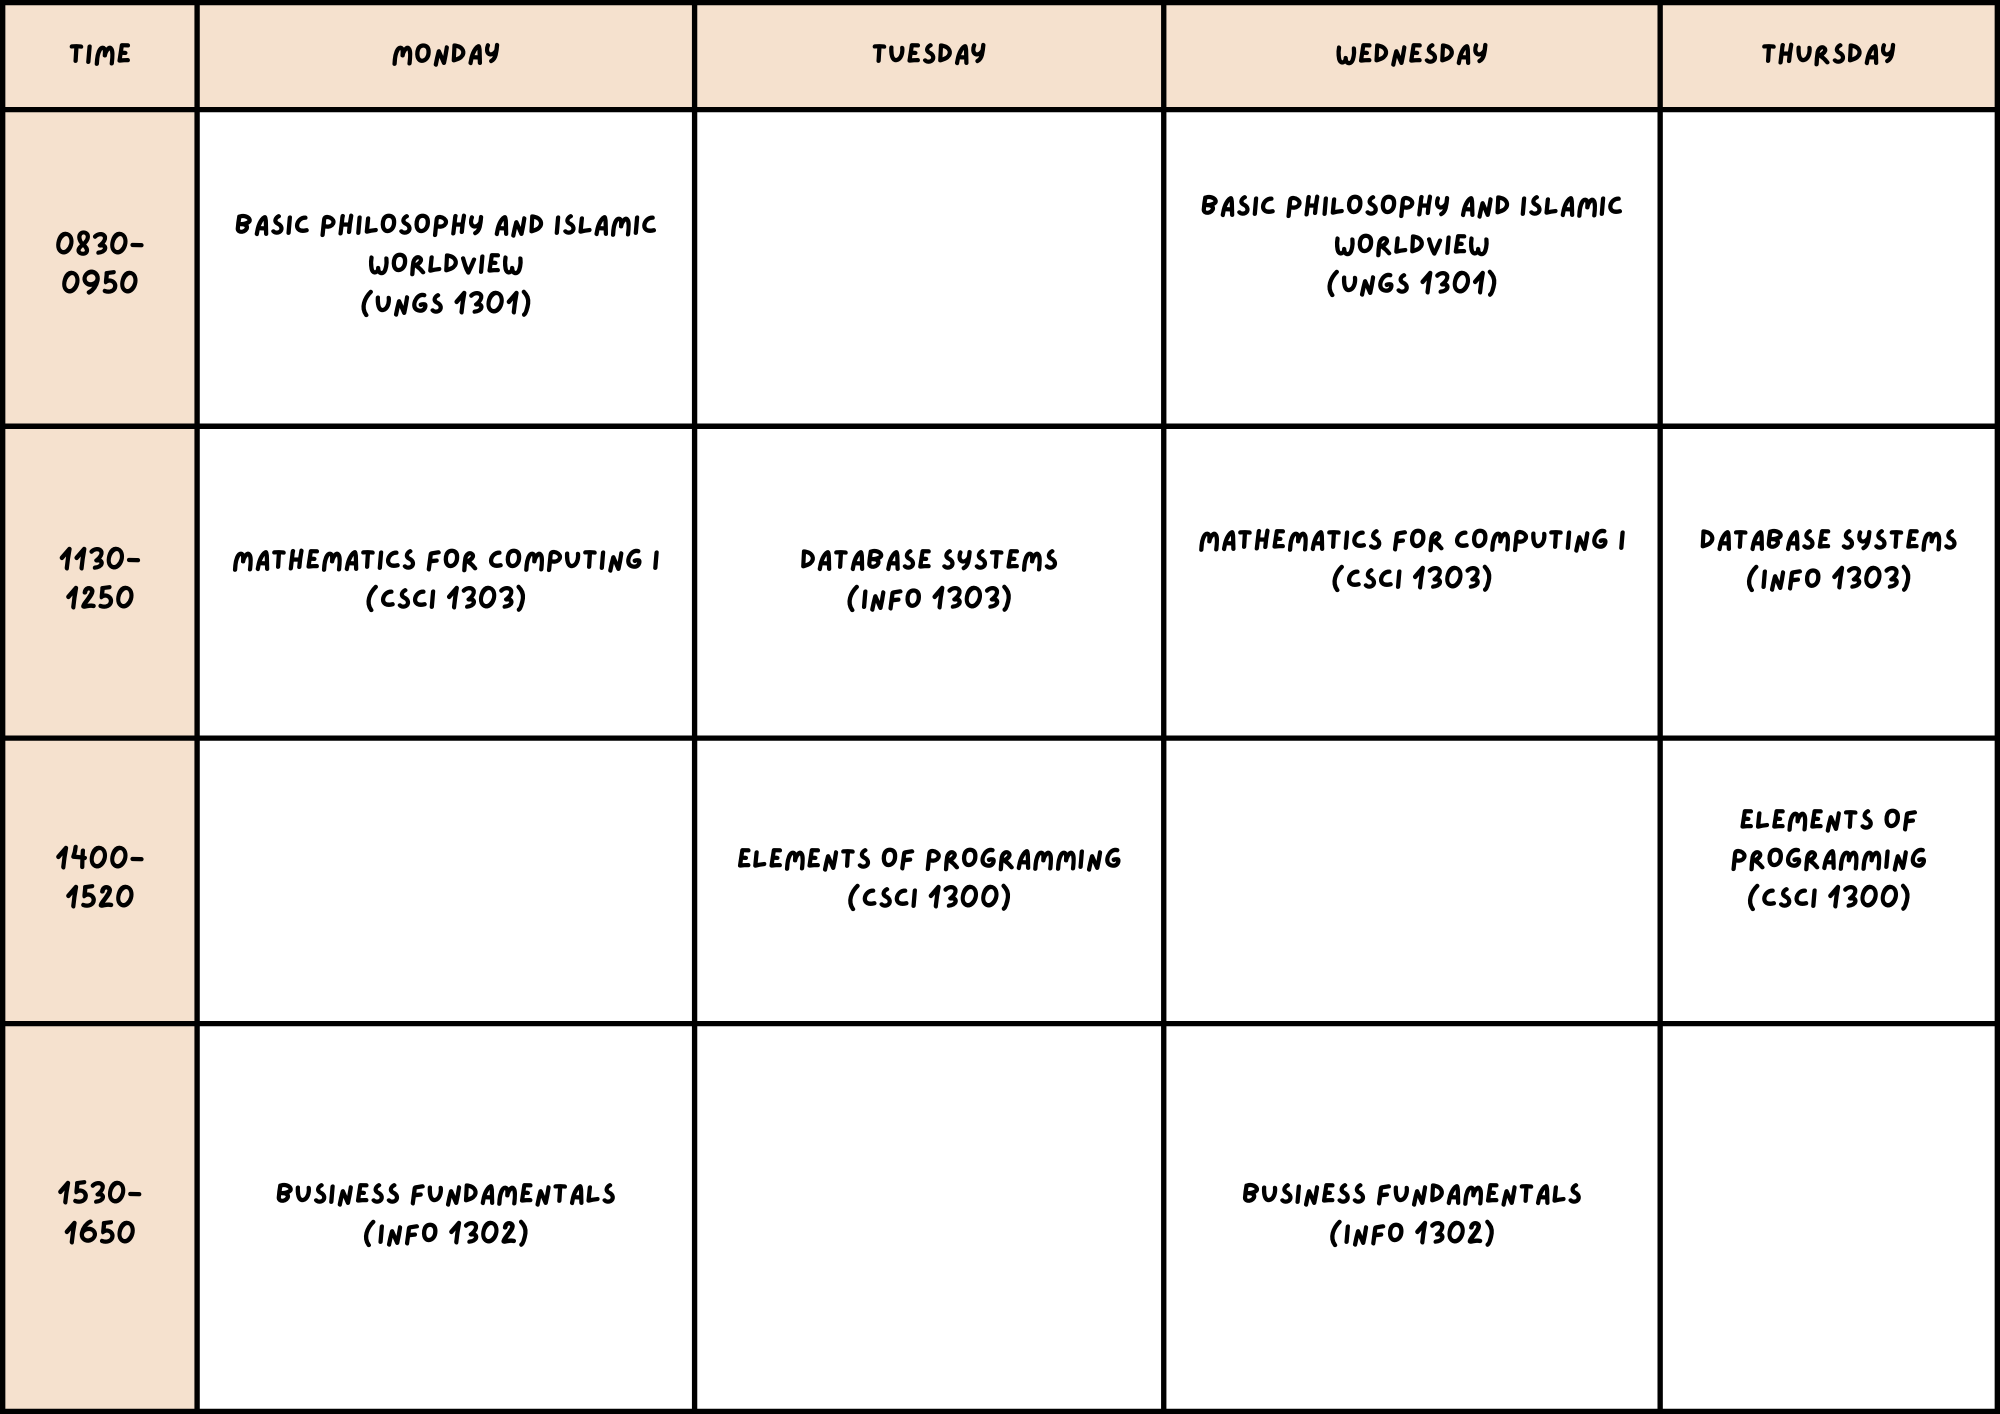 TIME
MONDAY
TUESDAY
WEDNESDAY
THURSDAY
0830-
0950
BASIC PHILOSOPHY AND ISLAMIC
WORLDVIEW
(UNGS 1301)
BASIC PHILOSOPHY AND ISLAMIC
WORLDVIEW
(UNGS 1301)
1130-
1250
MATHEMATICS FOR COMPUTING I
(CSCI 1303)
DATABASE SYSTEMS
(INFO 1303)
MATHEMATICS FOR COMPUTING I
(CSCI 1303)
DATABASE SYSTEMS
(INFO 1303)
1400-
1520
ELEMENTS OF PROGRAMMING
(CSCI 1300)
ELEMENTS OF
PROGRAMMING
(CSCI 1300)
1530-
1650
BUSINESS FUNDAMENTALS
(INFO 1302)
BUSINESS FUNDAMENTALS
(INFO 1302)